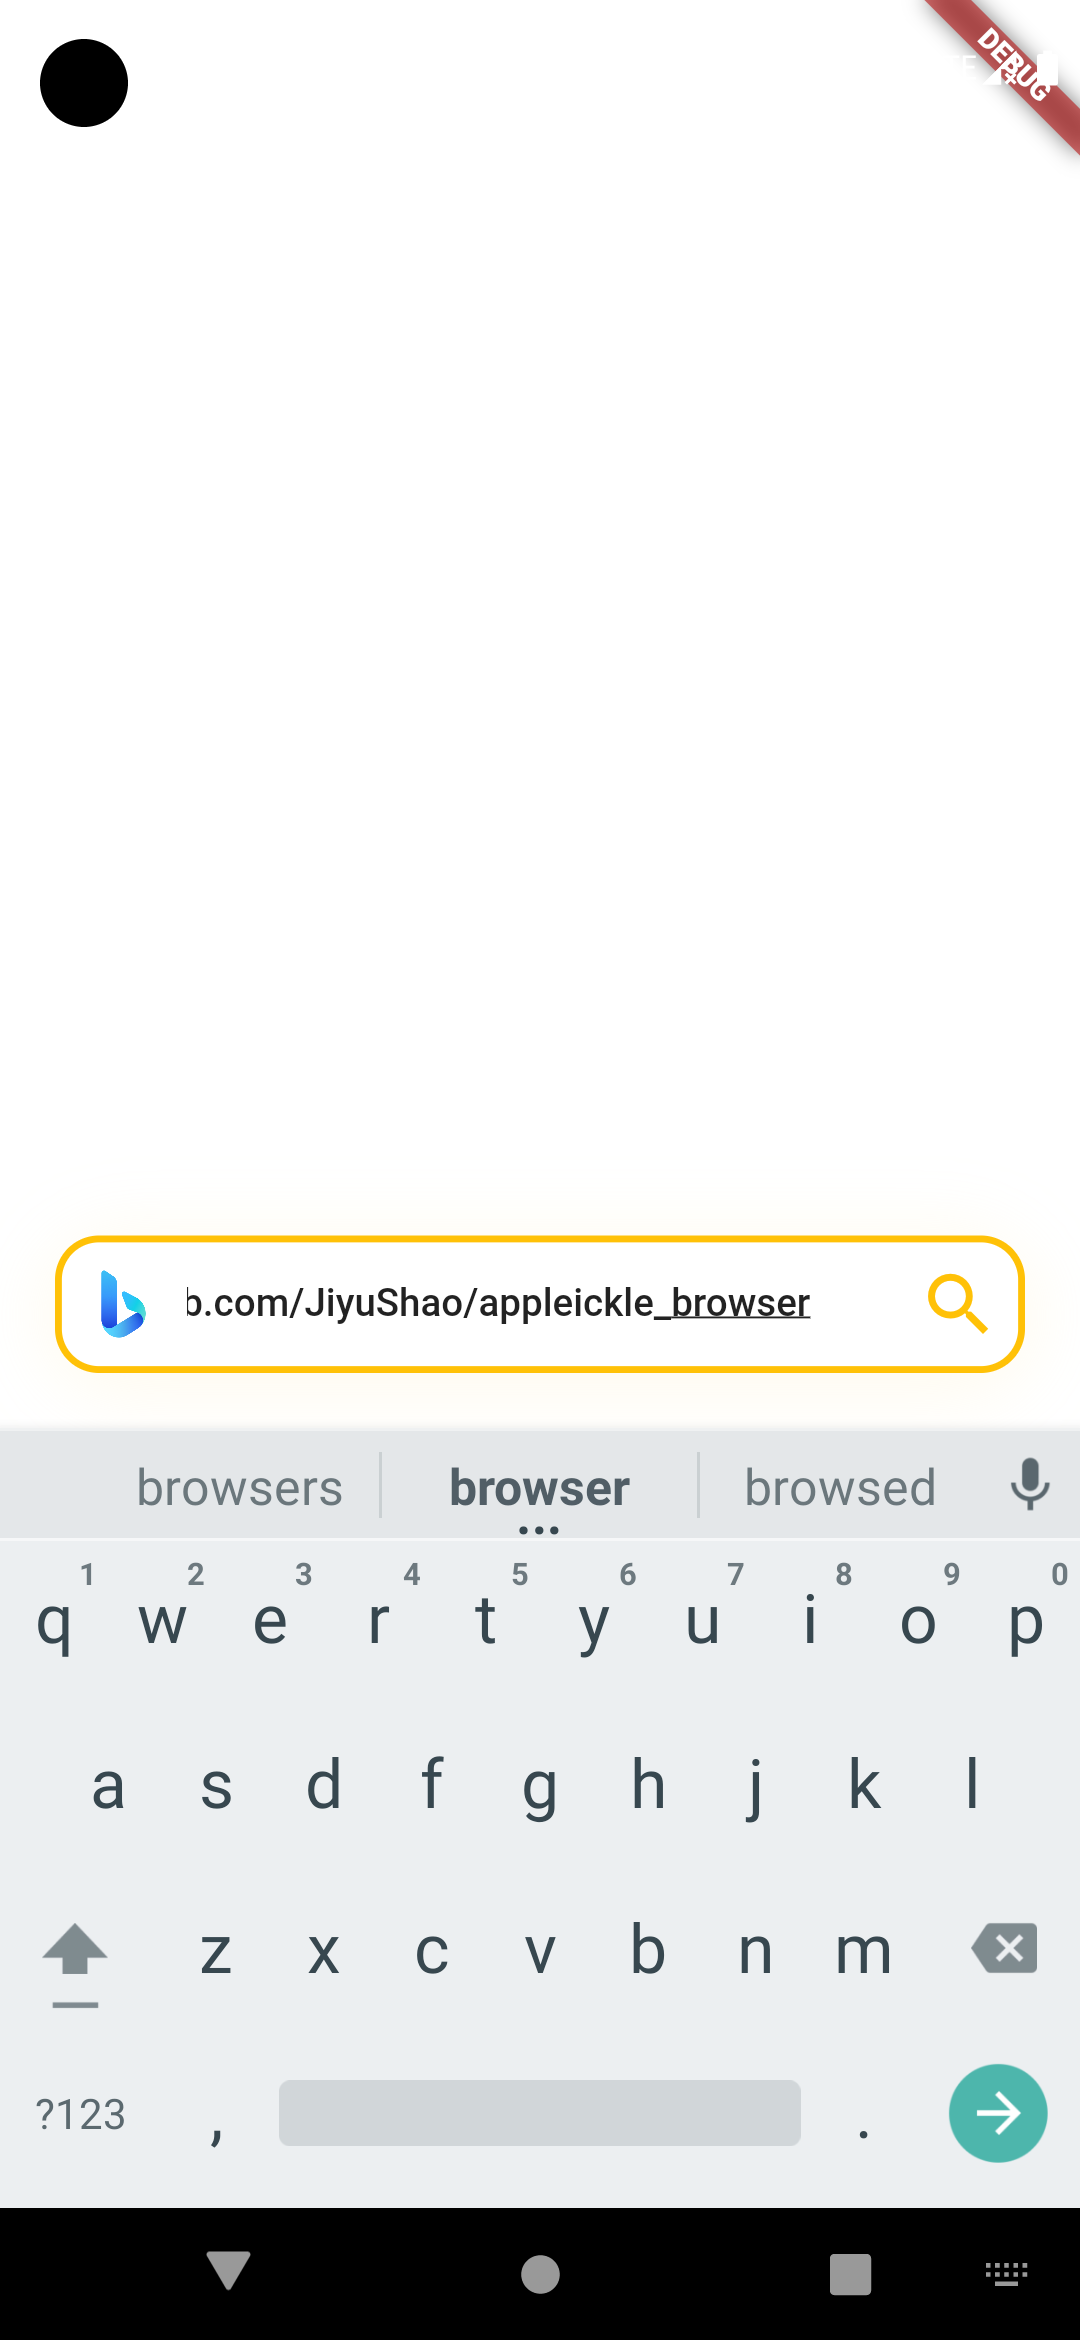 DEBUG
b.com/JiyuShao/appleickle_browser
browsers browser browsed
1 2 3 4 5 6 7 8 9 0
q w e r t y u i o p
a s d f g h j k l
z x c v b n m
?123 , .